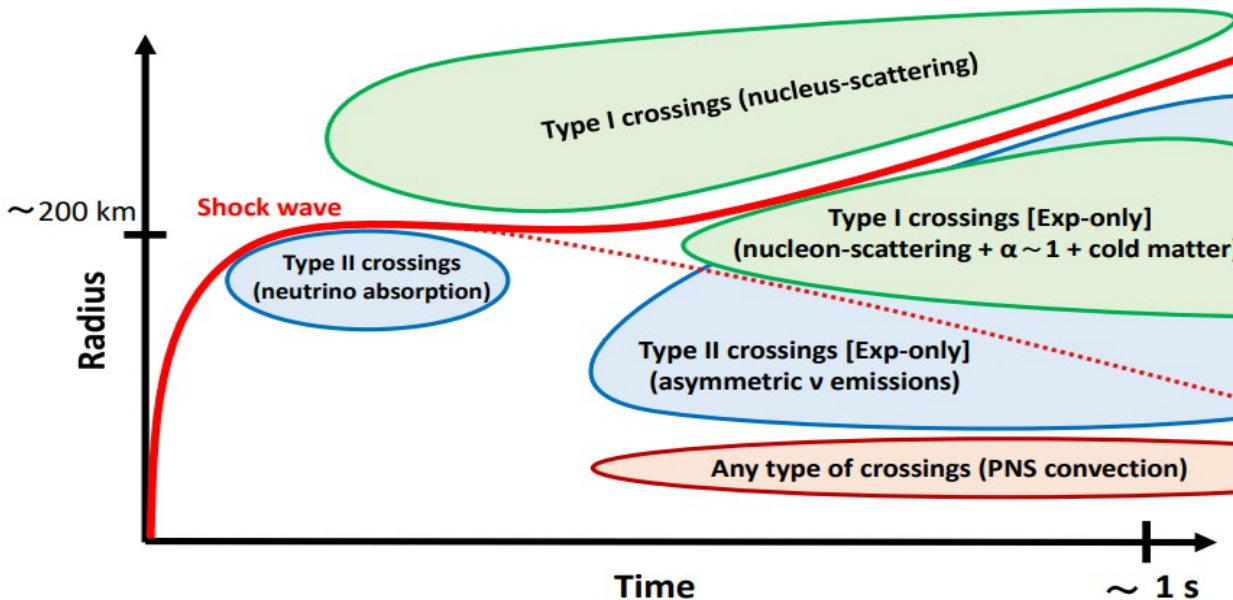 Type I crossings (nucleus-scattering)
~200 km
Shock wave
Type II crossings
(neutrino absorption)
Type I crossings [Exp-only]
(nucleon-scattering + α ~ 1 + cold matter)
Type II crossings [Exp-only]
(asymmetric ν emissions)
Any type of crossings (PNS convection)
Radius
Time
~ 1 s